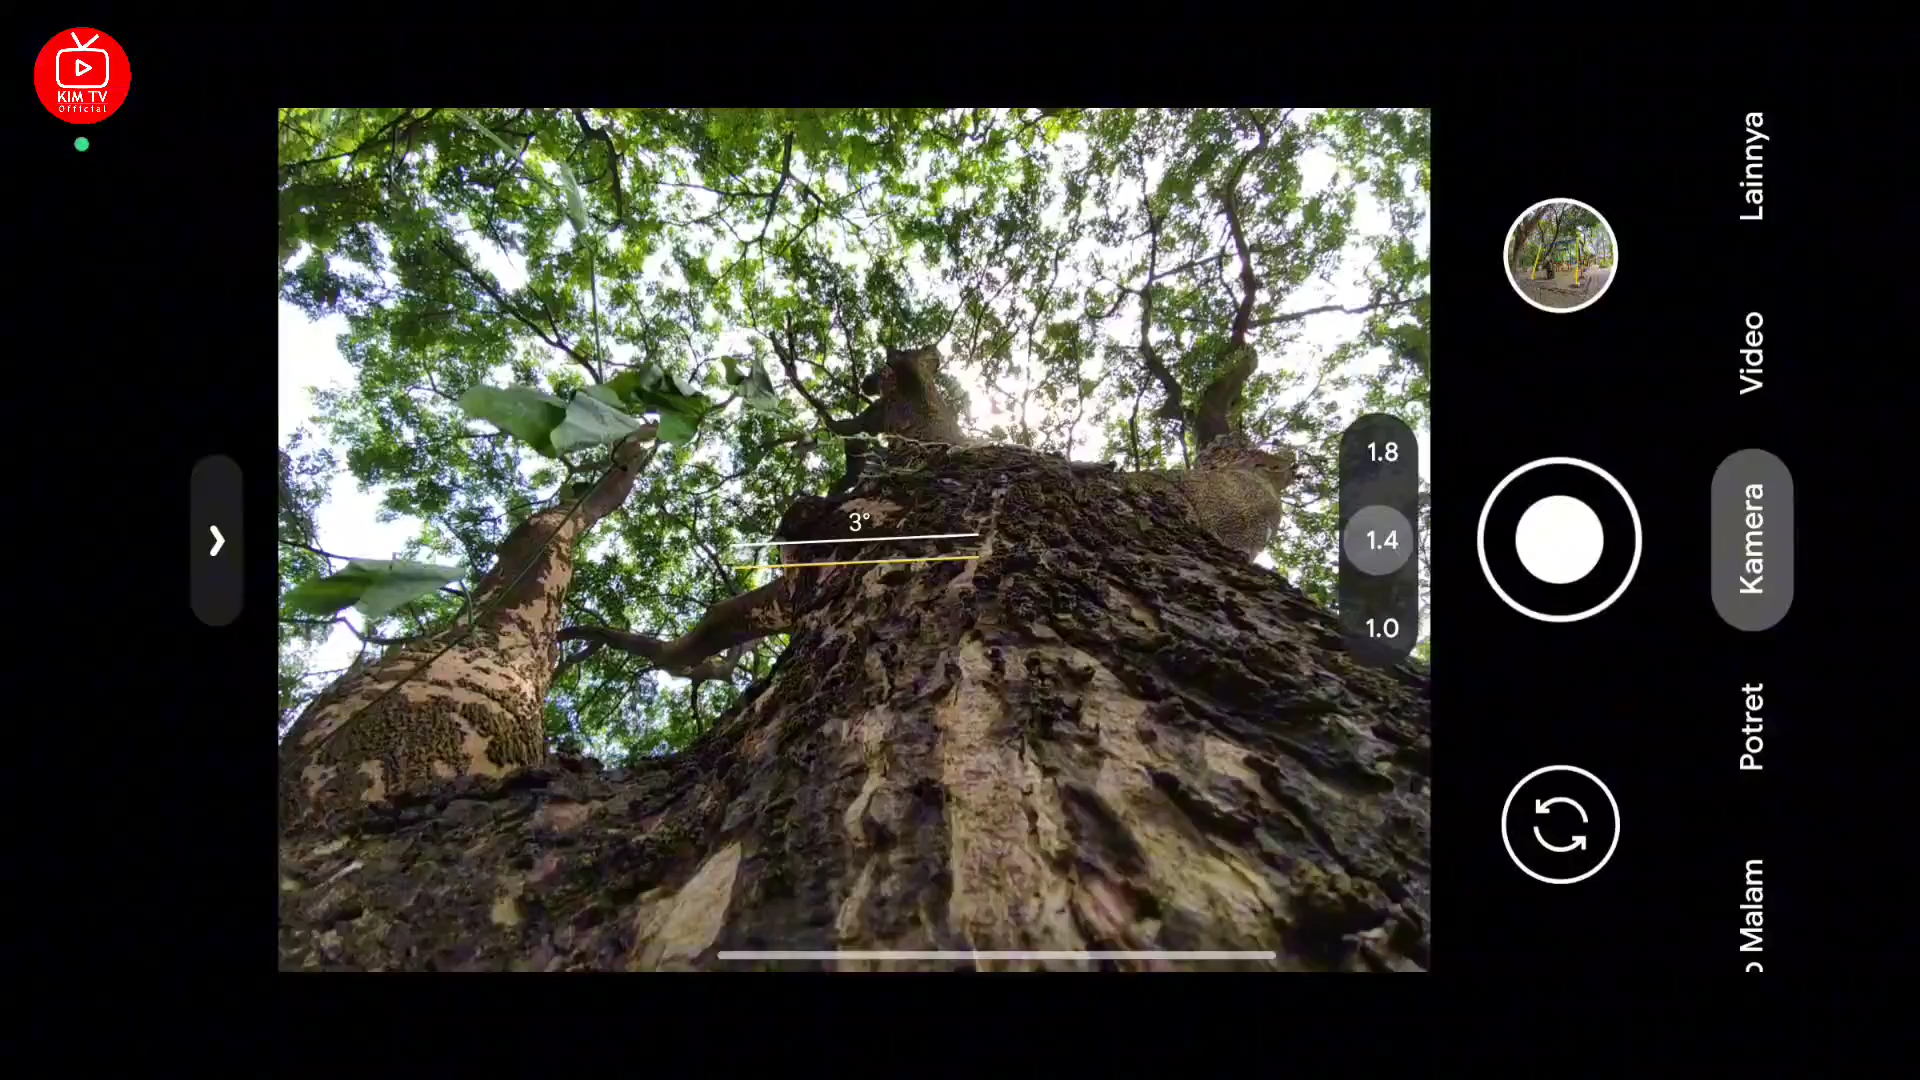 KIM TV
Official
3°
1.8
1.4
1.0
Lainnya
Video
Kamera
Potret
o Malam